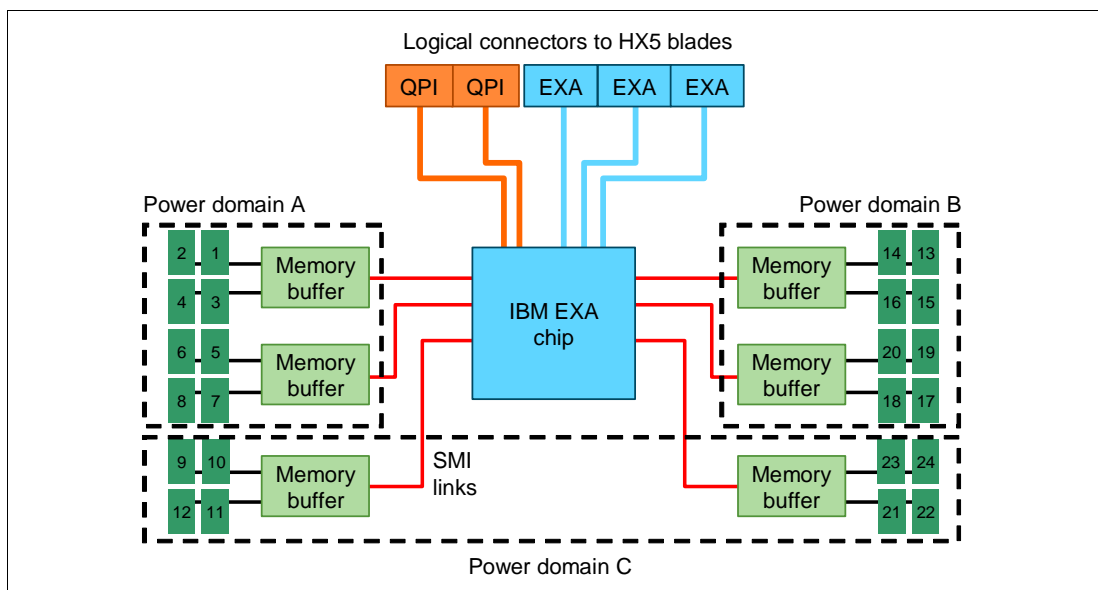 Logical connectors to HX5 blades
QPI QPI EXA EXA EXA
Power domain A
Power domain B
2 1
Memory
buffer
4 3
6 5
Memory
buffer
8 7
IBM EXA
chip
Memory
buffer
14 13
16 15
Memory
buffer
20 19
18 17
9 10
Memory
buffer
12 11
SMI
links
Memory
buffer
23 24
21 22
Power domain C